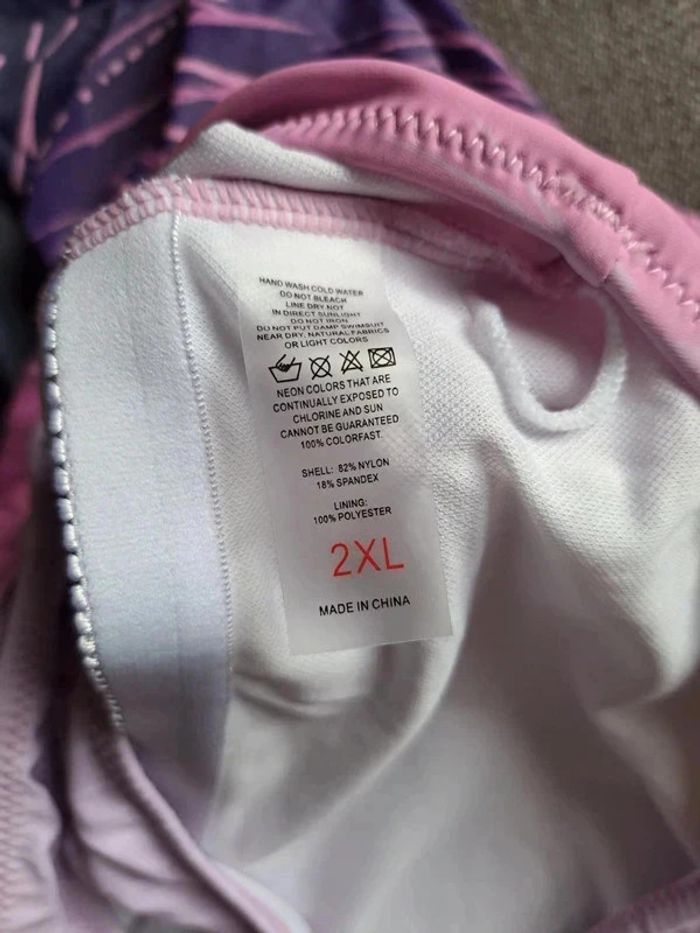 HAND WASH COLD WATER
DO NOT BLEACH
LINE DRY.NOT
IN DIRECT SUNLIGHT
DO NOT IRON
DO NOT PUT DAMP SWIMSUIT
NEAR DRY, NATURAL FABRICS
OR LIGHT COLORS
NEON COLORS THAT ARE
CONTINUALLY EXPOSED TO
CHLORINE AND SUN
CANNOT BE GUARANTEED
100% COLORFAST.
SHELL: 82% NYLON
18% SPANDEX
LINING:
100% POLYESTER
2XL
MADE IN CHINA